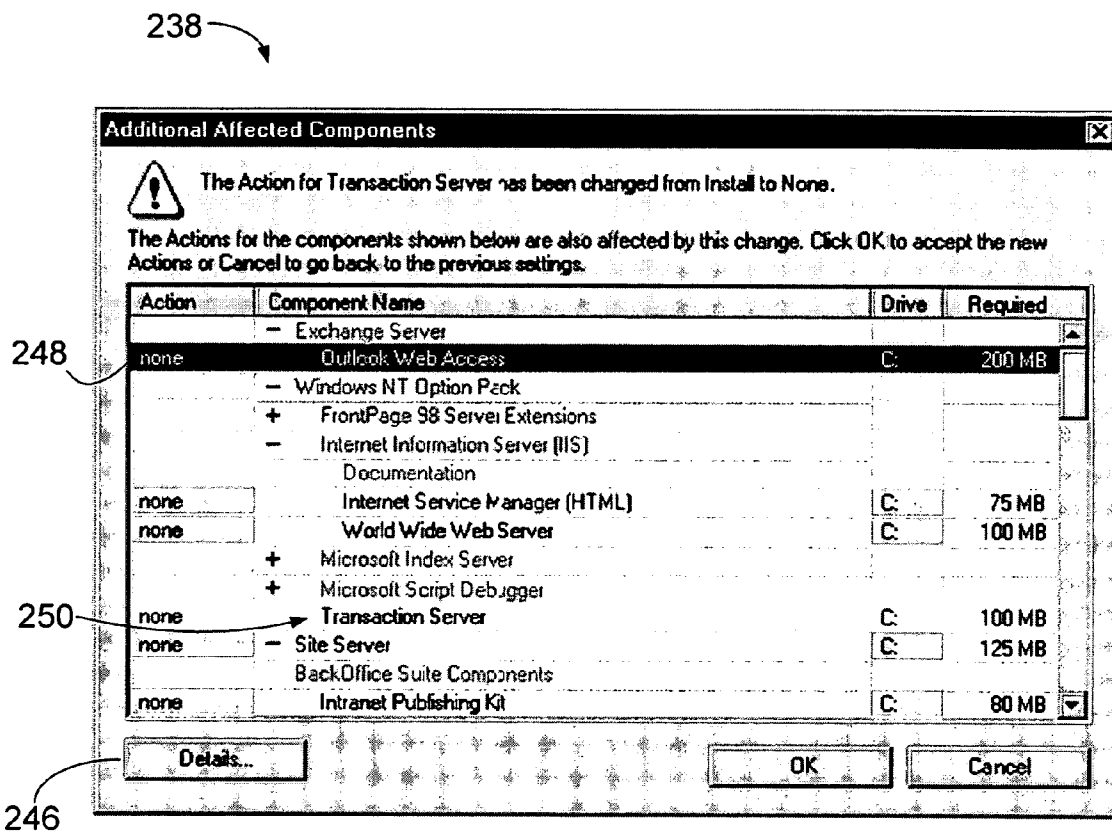 238
Additional Affected Components
The Action for Transaction Server has been changed from Install to None.
The Actions for the components shown below are also affected by this change. Click OK to accept the new
Actions or Cancel to go back to the previous settings.
Action Component Name Drive Required
− Exchange Server
248 none Outlook Web Access C: 200 MB
− Windows NT Option Pack
+ FrontPage 98 Server Extensions
− Internet Information Server (IIS)
Documentation
none Internet Service Manager (HTML) C: 75 MB
none World Wide Web Server C: 100 MB
+ Microsoft Index Server
+ Microsoft Script Debugger
250 none Transaction Server C: 100 MB
none − Site Server C: 125 MB
BackOffice Suite Components
none Intranet Publishing Kit C: 80 MB
Details... OK Cancel
246